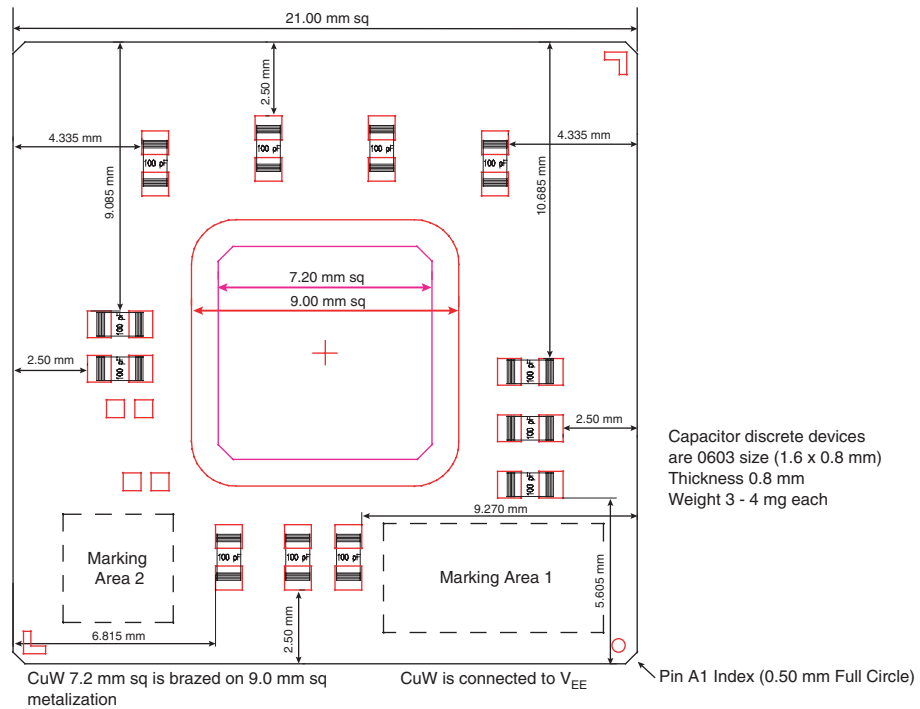 21.00 mm sq
2.50 mm
4.335 mm
4.335 mm
100 pF
100 pF
100 pF
100 pF
9.085 mm
10.685 mm
7.20 mm sq
9.00 mm sq
100 pF
2.50 mm
100 pF
100 pF
2.50 mm
100 pF
100 pF
Capacitor discrete devices
are 0603 size (1.6 x 0.8 mm)
Thickness 0.8 mm
Weight 3 - 4 mg each
9.270 mm
Marking
Area 2
100 pF
100 pF
100 pF
Marking Area 1
5.605 mm
6.815 mm
2.50 mm
CuW 7.2 mm sq is brazed on 9.0 mm sq
metalization
CuW is connected to VEE
Pin A1 Index (0.50 mm Full Circle)